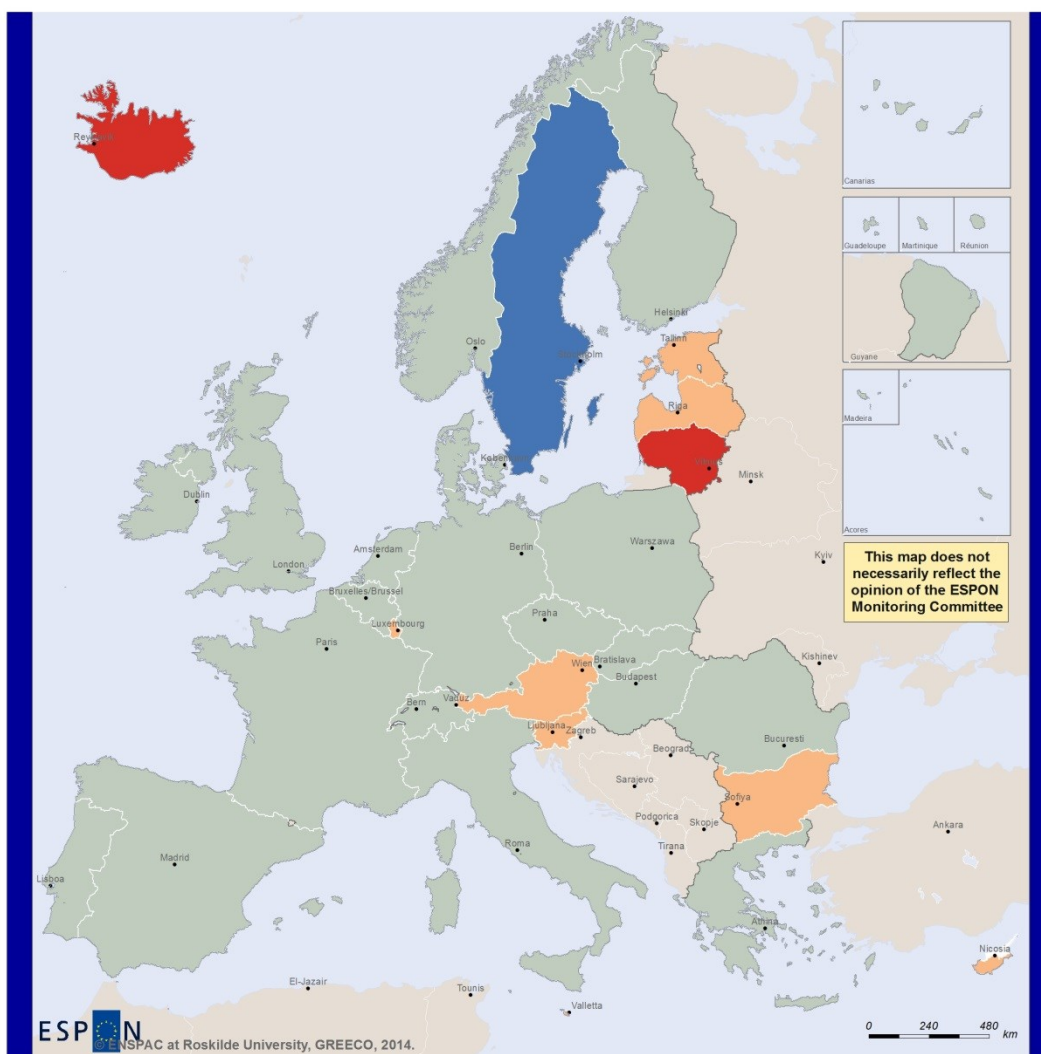 Reykjavik
Canarias
Guadeloupe
Martinique
Réunion
Guyane
Helsinki
Tallinn
Oslo
Stockholm
Riga
Madeira
Kobenhavn
Vilnius
Minsk
Dublin
Acores
Amsterdam
Berlin
Warszawa
London
Kyiv
This map does not
necessarily reflect the
opinion of the ESPON
Monitoring Committee
Bruxelles/Brussel
Praha
Luxembourg
Paris
Wien
Bratislava
Kishinev
Budapest
Bern
Vaduz
Ljubljana
Zagreb
Bucuresti
Beograd
Sarajevo
Sofiya
Podgorica
Skopje
Ankara
Roma
Tirana
Madrid
Lisboa
Athina
Nicosia
El-Jazair
Tounis
Valletta
ESPON
© ENSPAC at Roskilde University, GREECO, 2014.
km
0 240 480